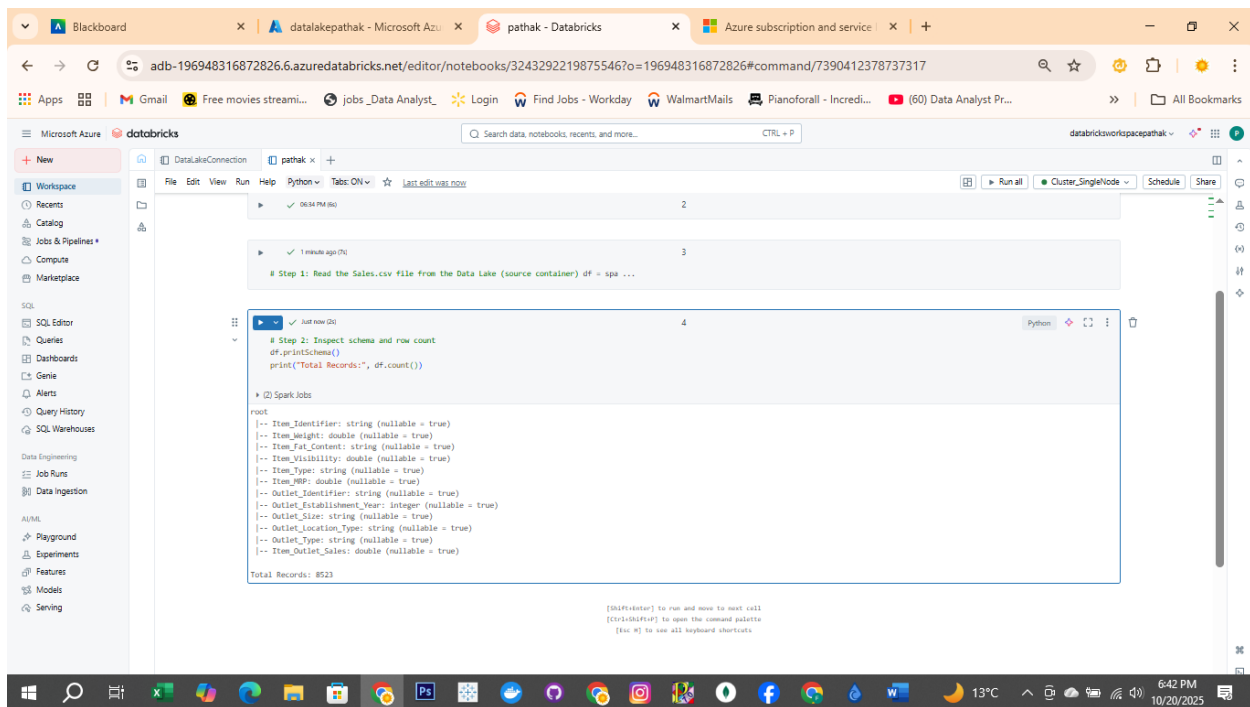 Blackboard
datalakepathak - Microsoft Azu
pathak - Databricks
Azure subscription and service
adb-196948316872826.6.azuredatabricks.net/editor/notebooks/3243292219875546?o=196948316872826#command/7390412378737317
Apps
Gmail
Free movies streami...
jobs _Data Analyst_
Login
Find Jobs - Workday
WalmartMails
Pianoforall - Incredi...
(60) Data Analyst Pr...
»
All Bookmarks
Microsoft Azure
databricks
Search data, notebooks, recents, and more...
CTRL + P
databricksworkspacepathak
P
New
Workspace
Recents
Catalog
Jobs & Pipelines
Compute
Marketplace
SQL
SQL Editor
Queries
Dashboards
Genie
Alerts
Query History
SQL Warehouses
Data Engineering
Job Runs
Data Ingestion
AI/ML
Playground
Experiments
Features
Models
Serving
DataLakeConnection
pathak
File Edit View Run Help Python Tabs: ON Last edit was now
Run all
Cluster_SingleNode
Schedule
Share
06:34 PM (6s)
2
1 minute ago (7s)
3
# Step 1: Read the Sales.csv file from the Data Lake (source container) df = spa ...
Just now (2s)
4
Python
# Step 2: Inspect schema and row count
df.printSchema()
print("Total Records:", df.count())
(2) Spark Jobs
root
|-- Item_Identifier: string (nullable = true)
|-- Item_Weight: double (nullable = true)
|-- Item_Fat_Content: string (nullable = true)
|-- Item_Visibility: double (nullable = true)
|-- Item_Type: string (nullable = true)
|-- Item_MRP: double (nullable = true)
|-- Outlet_Identifier: string (nullable = true)
|-- Outlet_Establishment_Year: integer (nullable = true)
|-- Outlet_Size: string (nullable = true)
|-- Outlet_Location_Type: string (nullable = true)
|-- Outlet_Type: string (nullable = true)
|-- Item_Outlet_Sales: double (nullable = true)
Total Records: 8523
[Shift+Enter] to run and move to next cell
[Ctrl+Shift+P] to open the command palette
[Esc H] to see all keyboard shortcuts
Ps
13°C
6:42 PM
10/20/2025